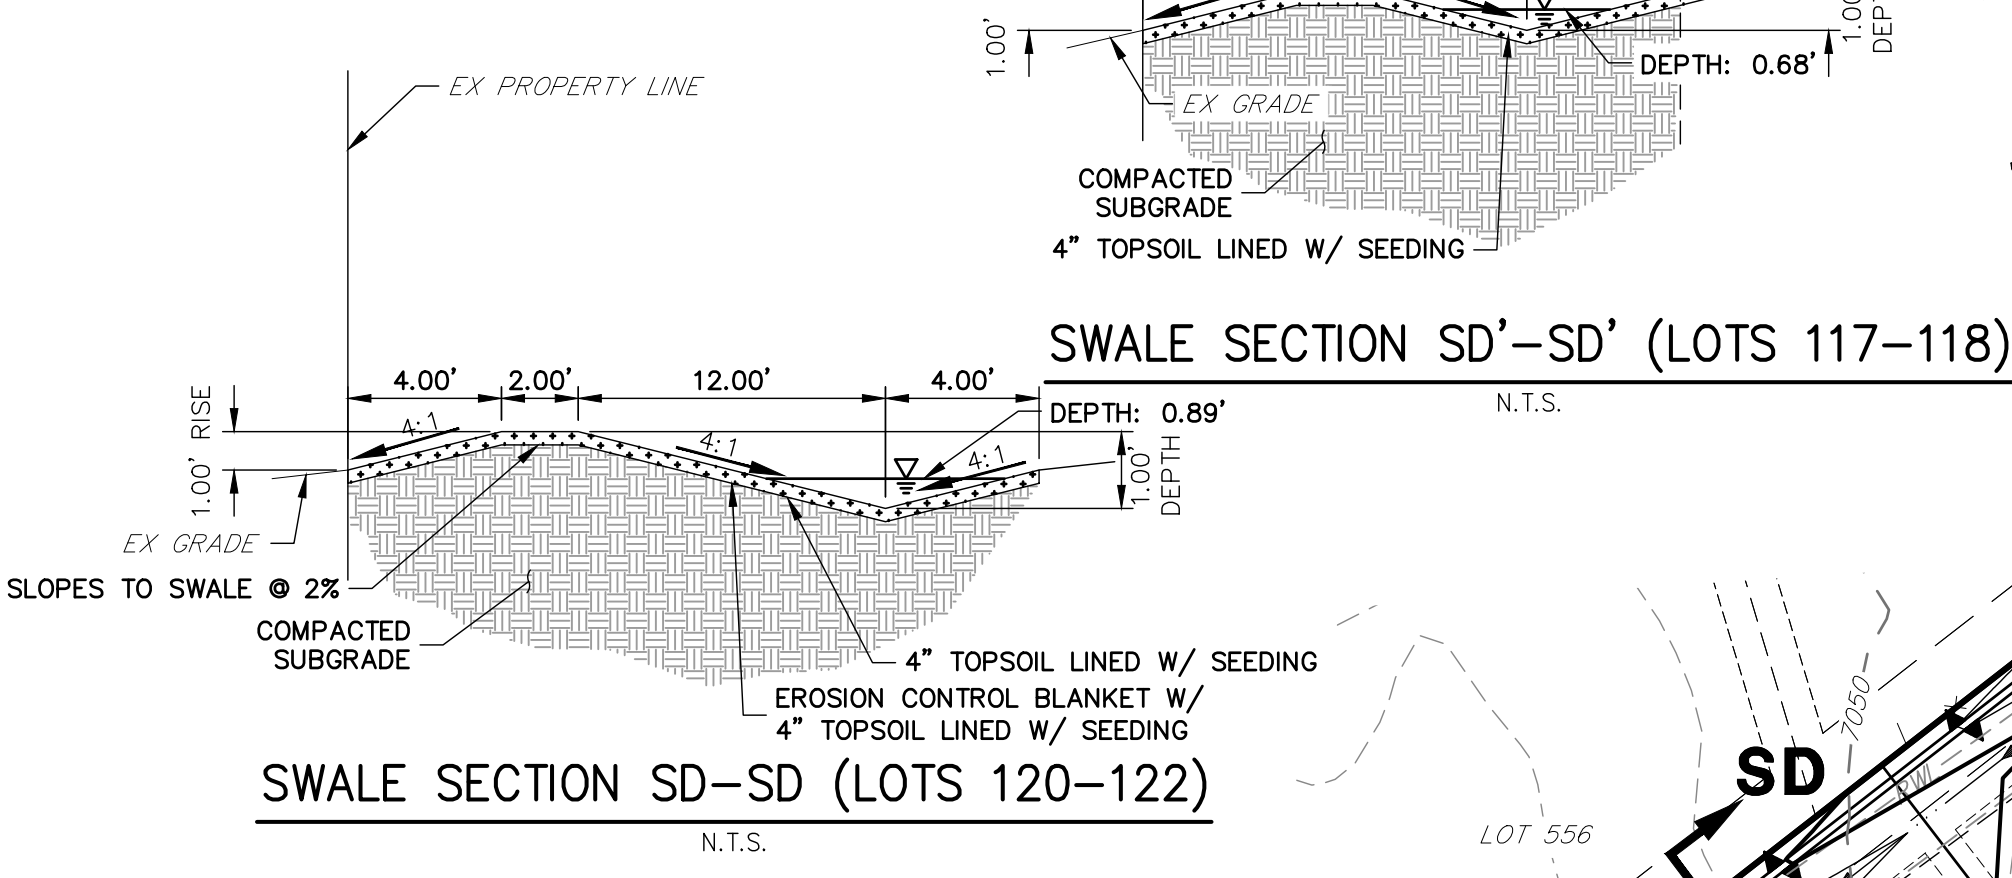 1.00'
1.00'
DEPTH: 0.68'
EX PROPERTY LINE
EX GRADE
COMPACTED
SUBGRADE
4" TOPSOIL LINED W/ SEEDING
SWALE SECTION SD'-SD' (LOTS 117-118)
N.T.S.
4.00'
2.00'
12.00'
4.00'
DEPTH: 0.89'
1.00' RISE
4:1
4:1
4:1
1.00'
DEPTH
EX GRADE
SLOPES TO SWALE @ 2%
COMPACTED
SUBGRADE
4" TOPSOIL LINED W/ SEEDING
EROSION CONTROL BLANKET W/
4" TOPSOIL LINED W/ SEEDING
SWALE SECTION SD-SD (LOTS 120-122)
N.T.S.
7050
SD
LOT 556